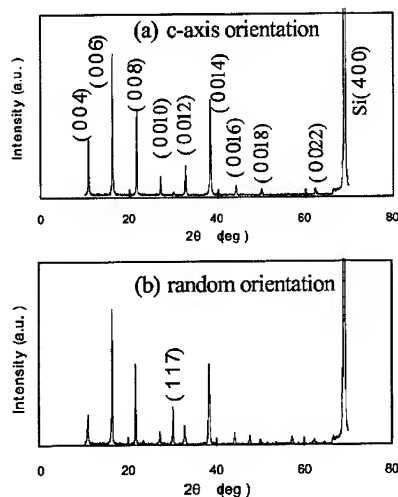 (a) c-axis orientation
Intensity (a.u.)
(004)
(006)
(008)
(0010)
(0012)
(0014)
(0016)
(0018)
(0022)
Si(400)
0 20 40 60 80
2θ deg )
(b) random orientation
Intensity (a.u.)
(117)
0 20 40 60 80
2θ (deg )